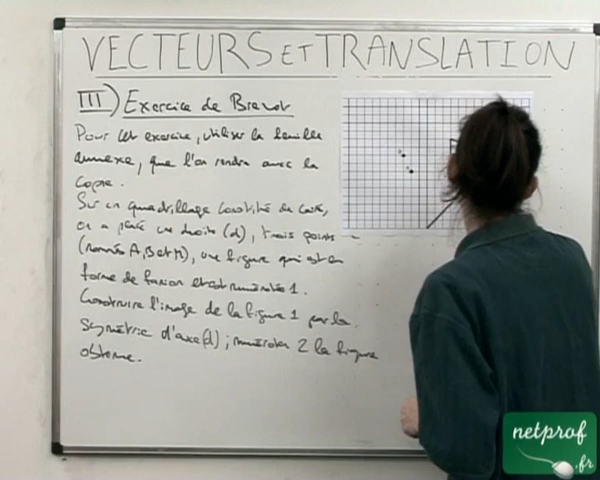 VECTEURS ET TRANSLATION
III) Exercice de Brevet
Pour cet exercice, utiliser la feuille
annexe, que l'on rendra avec la
copie.
Sur un quadrillage constitué de carrés,
on a placé une droite (d), trois points
(nommés A, B et M), une figure qui est en
forme de fanion et est numérotée 1.
Construire l'image de la figure 1 par la
symétrie d'axe (d) ; numéroter 2 la figure
obtenue.
netprof
.fr